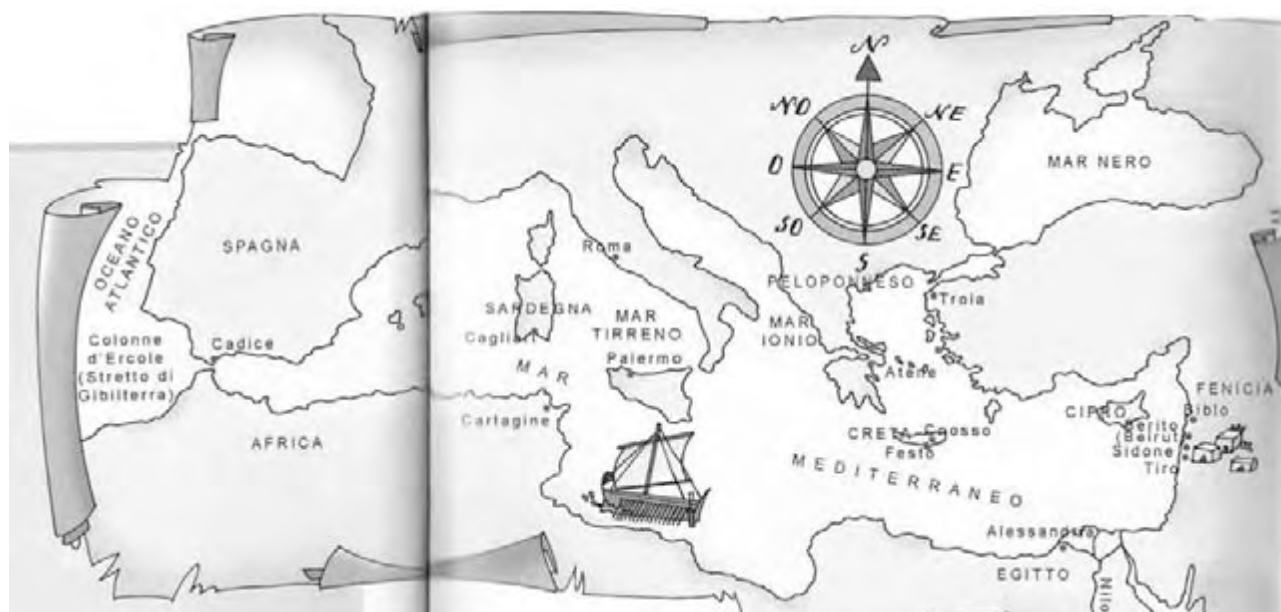 N
NO
NE
O
E
SO
SE
S
MAR NERO
OCEANO
ATLANTICO
SPAGNA
Roma
PELOPONNESO
Troia
SARDEGNA
MAR
TIRRENO
MAR
IONIO
Cagliari
Colonne
d'Ercole
(Stretto di
Gibilterra)
Cadice
Palermo
Atene
MAR
FENICIA
CIPRO
Biblo
Berito
(Beirut
Sidone
Tiro
Cartagine
AFRICA
CRETA
Cnosso
Festo
MEDITERRANEO
Alessandria
EGITTO
NIL